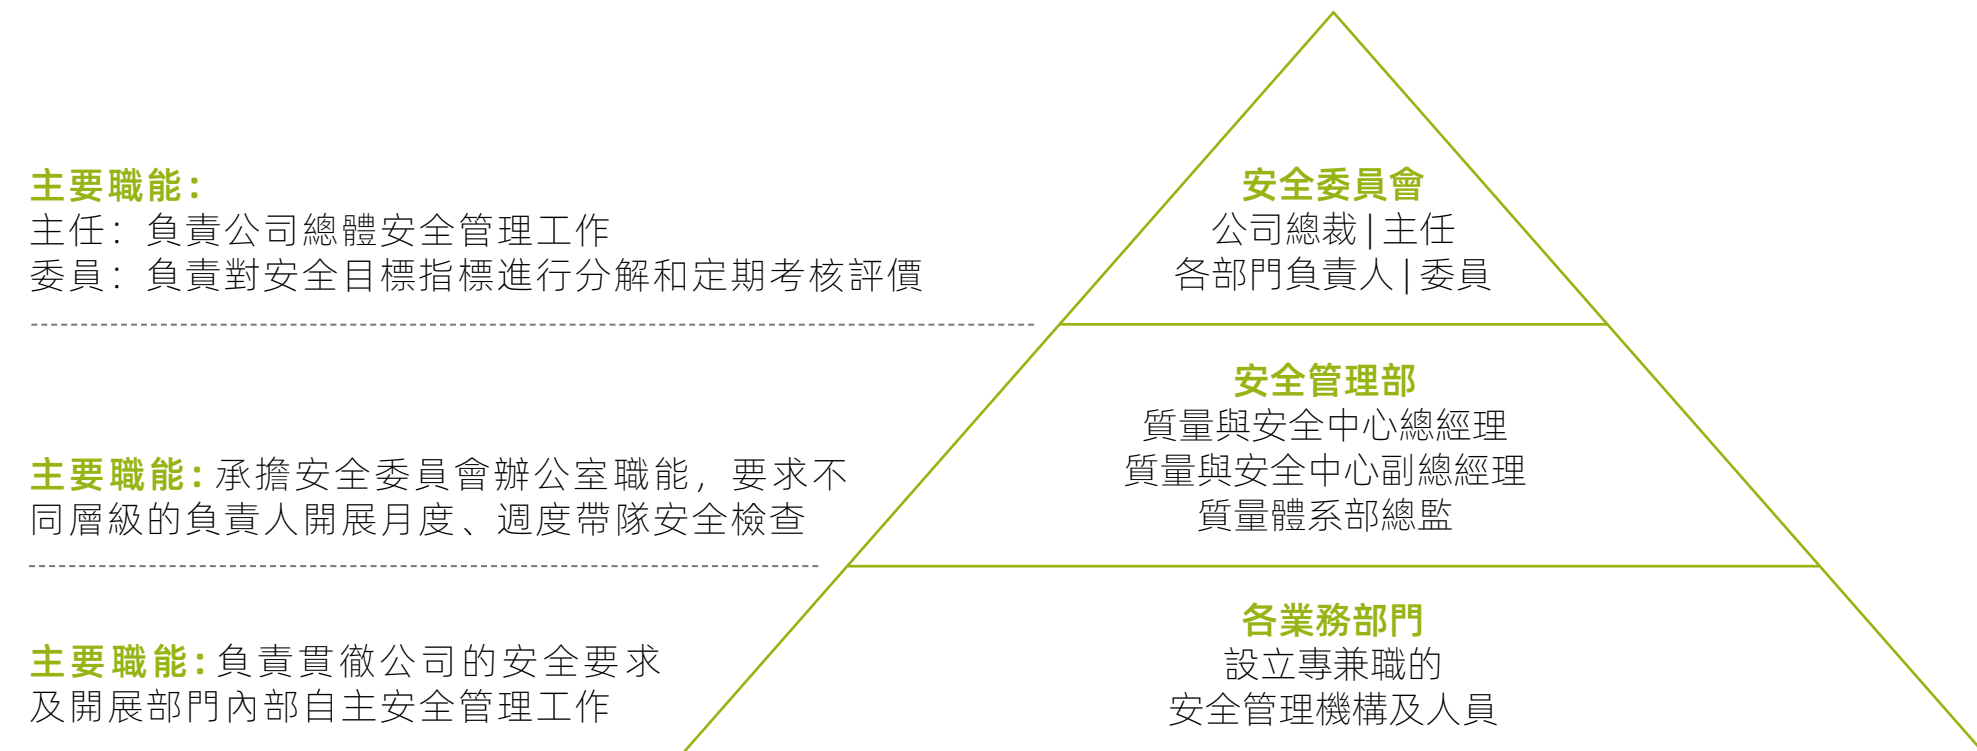 主要職能：
主任：負責公司總體安全管理工作
委員：負責對安全目標指標進行分解和定期考核評價
安全委員會
公司總裁|主任
各部門負責人|委員
主要職能：承擔安全委員會辦公室職能，要求不
同層級的負責人開展月度、週度帶隊安全檢查
安全管理部
質量與安全中心總經理
質量與安全中心副總經理
質量體系部總監
主要職能：負責貫徹公司的安全要求
及開展部門內部自主安全管理工作
各業務部門
設立專兼職的
安全管理機構及人員